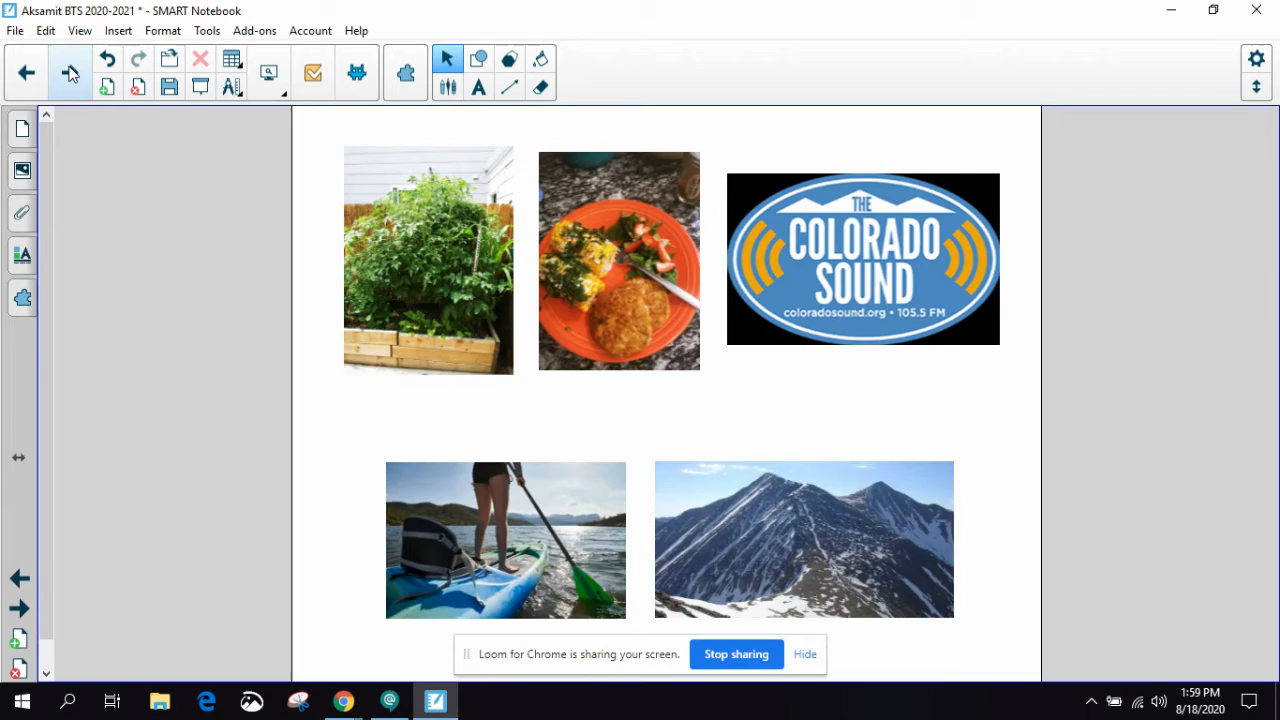 Aksamit BTS 2020-2021 * - SMART Notebook
File Edit View Insert Format Tools Add-ons Account Help
THE
COLORADO
SOUND
coloradosound.org • 105.5 FM
Loom for Chrome is sharing your screen. Stop sharing Hide
1:59 PM
8/18/2020